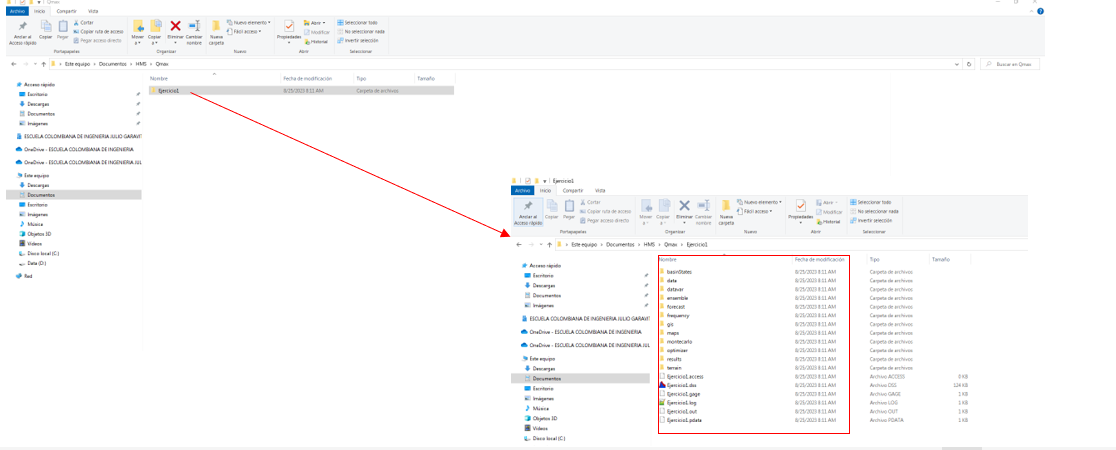 Qmax
Archivo Inicio Compartir Vista
Anclar al Acceso rápido
Copiar
Pegar
Cortar
Copiar ruta de acceso
Pegar acceso directo
Mover a
Copiar a
Eliminar
Cambiar nombre
Nueva carpeta
Nuevo elemento
Fácil acceso
Propiedades
Abrir
Modificar
Historial
Seleccionar todo
No seleccionar nada
Invertir selección
Portapapeles Organizar Nuevo Abrir Seleccionar
Este equipo > Documentos > HMS > Qmax
Buscar en Qmax
Nombre Fecha de modificación Tipo Tamaño
Ejercicio1 8/25/2023 8:11 AM Carpeta de archivos
Acceso rápido
Escritorio
Descargas
Documentos
Imágenes
ESCUELA COLOMBIANA DE INGENIERIA JULIO GARAVIT
OneDrive - ESCUELA COLOMBIANA DE INGENIERIA
OneDrive - ESCUELA COLOMBIANA DE INGENIERIA JUL
Este equipo
Descargas
Documentos
Escritorio
Imágenes
Música
Objetos 3D
Vídeos
Disco local (C:)
Data (D:)
Red
Ejercicio1
Archivo Inicio Compartir Vista
Anclar al Acceso rápido
Copiar
Pegar
Cortar
Copiar ruta de acceso
Pegar acceso directo
Mover a
Copiar a
Eliminar
Cambiar nombre
Nueva carpeta
Nuevo elemento
Fácil acceso
Propiedades
Abrir
Modificar
Historial
Seleccionar todo
No seleccionar nada
Invertir selección
Portapapeles Organizar Nuevo Abrir Seleccionar
Este equipo > Documentos > HMS > Qmax > Ejercicio1
Nombre Fecha de modificación Tipo Tamaño
basinStates 8/25/2023 8:11 AM Carpeta de archivos
data 8/25/2023 8:11 AM Carpeta de archivos
datavar 8/25/2023 8:11 AM Carpeta de archivos
ensemble 8/25/2023 8:11 AM Carpeta de archivos
forecast 8/25/2023 8:11 AM Carpeta de archivos
frequency 8/25/2023 8:11 AM Carpeta de archivos
gis 8/25/2023 8:11 AM Carpeta de archivos
maps 8/25/2023 8:11 AM Carpeta de archivos
montecarlo 8/25/2023 8:11 AM Carpeta de archivos
optimizer 8/25/2023 8:11 AM Carpeta de archivos
results 8/25/2023 8:11 AM Carpeta de archivos
terrain 8/25/2023 8:11 AM Carpeta de archivos
Ejercicio1.access 8/25/2023 8:11 AM Archivo ACCESS 0 KB
Ejercicio1.dss 8/25/2023 8:11 AM Archivo DSS 124 KB
Ejercicio1.gage 8/25/2023 8:11 AM Archivo GAGE 1 KB
Ejercicio1.log 8/25/2023 8:11 AM Archivo LOG 1 KB
Ejercicio1.out 8/25/2023 8:11 AM Archivo OUT 1 KB
Ejercicio1.pdata 8/25/2023 8:11 AM Archivo PDATA 1 KB
Acceso rápido
Escritorio
Descargas
Documentos
Imágenes
ESCUELA COLOMBIANA DE INGENIERIA JULIO GARAVIT
OneDrive - ESCUELA COLOMBIANA DE INGENIERIA
OneDrive - ESCUELA COLOMBIANA DE INGENIERIA JUL
Este equipo
Descargas
Documentos
Escritorio
Imágenes
Música
Objetos 3D
Vídeos
Disco local (C:)